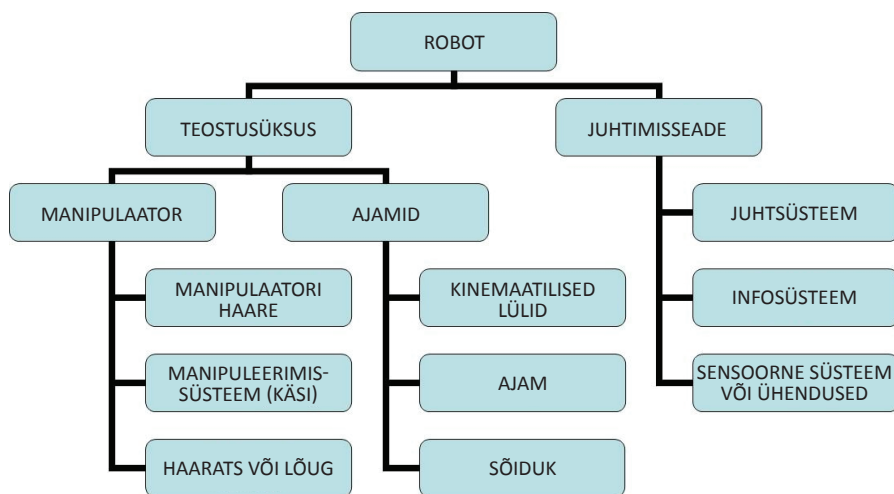 ROBOT
TEOSTUSÜKSUS
JUHTIMISSEADE
MANIPULAATOR
AJAMID
JUHTSÜSTEEM
MANIPULAATORI
HAARE
KINEMAATILISED
LÜLID
INFOSÜSTEEM
MANIPULEERIMIS-
SÜSTEEM (KÄSI)
AJAM
SENSOORNE SÜSTEEM
VÕI ÜHENDUSED
HAARATS VÕI LÕUG
SÕIDUK